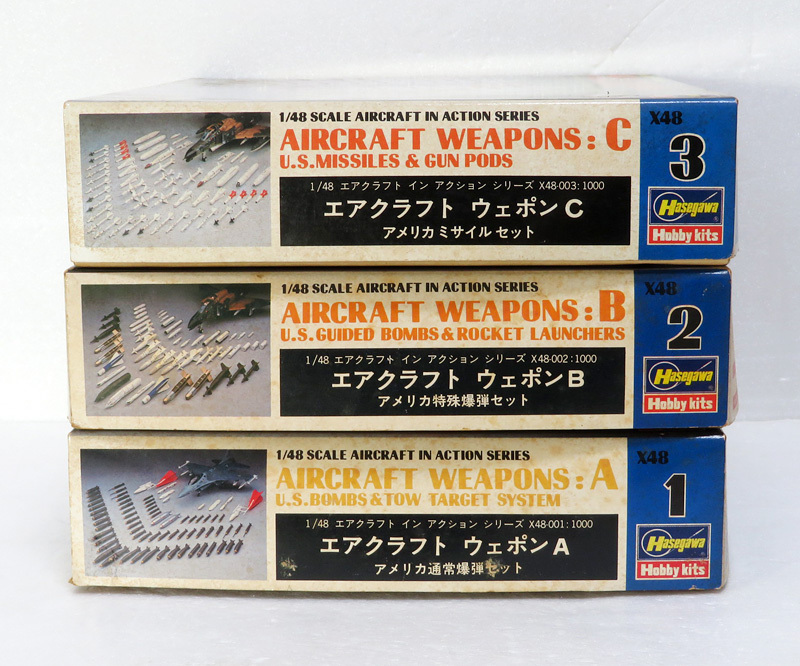 1/48 SCALE AIRCRAFT IN ACTION SERIES
AIRCRAFT WEAPONS: C
U.S. MISSILES & GUN PODS
1/48 エアクラフト イン アクション シリーズ X48-003:1000
エアクラフト ウェポン C
アメリカミサイルセット
X48
3
Hasegawa
Hobby kits
1/48 SCALE AIRCRAFT IN ACTION SERIES
AIRCRAFT WEAPONS: B
U.S. GUIDED BOMBS & ROCKET LAUNCHERS
1/48 エアクラフト イン アクション シリーズ X48-002:1000
エアクラフト ウェポン B
アメリカ特殊爆弾セット
X48
2
Hasegawa
Hobby kits
1/48 SCALE AIRCRAFT IN ACTION SERIES
AIRCRAFT WEAPONS: A
U.S. BOMBS & TOW TARGET SYSTEM
1/48 エアクラフト イン アクション シリーズ X48-001:1000
エアクラフト ウェポン A
アメリカ通常爆弾セット
X48
1
Hasegawa
Hobby kits